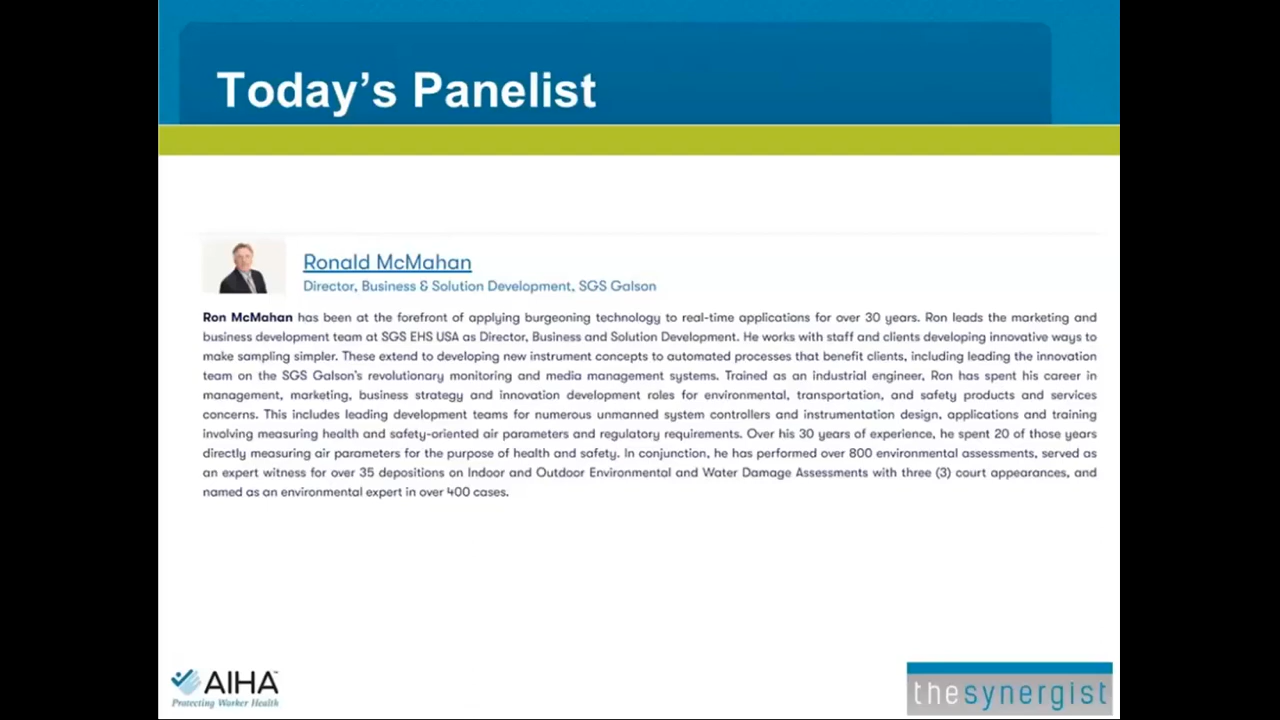 Today's Panelist
Ronald McMahan
Director, Business & Solution Development, SGS Galson
Ron McMahan has been at the forefront of applying burgeoning technology to real-time applications for over 30 years. Ron leads the marketing and
business development team at SGS EHS USA as Director, Business and Solution Development. He works with staff and clients developing innovative ways to
make sampling simpler. These extend to developing new instrument concepts to automated processes that benefit clients, including leading the innovation
team on the SGS Galson's revolutionary monitoring and media management systems. Trained as an industrial engineer, Ron has spent his career in
management, marketing, business strategy and innovation development roles for environmental, transportation, and safety products and services
concerns. This includes leading development teams for numerous unmanned system controllers and instrumentation design, applications and training
involving measuring health and safety-oriented air parameters and regulatory requirements. Over his 30 years of experience, he spent 20 of those years
directly measuring air parameters for the purpose of health and safety. In conjunction, he has performed over 800 environmental assessments, served as
an expert witness for over 35 depositions on Indoor and Outdoor Environmental and Water Damage Assessments with three (3) court appearances, and
named as an environmental expert in over 400 cases.
AIHA™
Protecting Worker Health
thesynergist